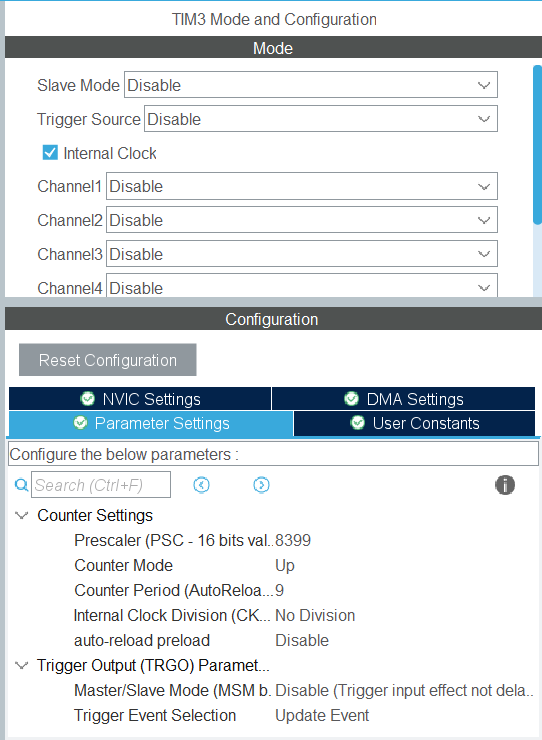 TIM3 Mode and Configuration
Mode
Slave Mode Disable
Trigger Source Disable
Internal Clock
Channel1 Disable
Channel2 Disable
Channel3 Disable
Channel4 Disable
Configuration
Reset Configuration
NVIC Settings DMA Settings
Parameter Settings User Constants
Configure the below parameters :
Search (Ctrl+F)
Counter Settings
Prescaler (PSC - 16 bits val.. 8399
Counter Mode Up
Counter Period (AutoReloa... 9
Internal Clock Division (CK... No Division
auto-reload preload Disable
Trigger Output (TRGO) Paramet...
Master/Slave Mode (MSM b.. Disable (Trigger input effect not dela..
Trigger Event Selection Update Event